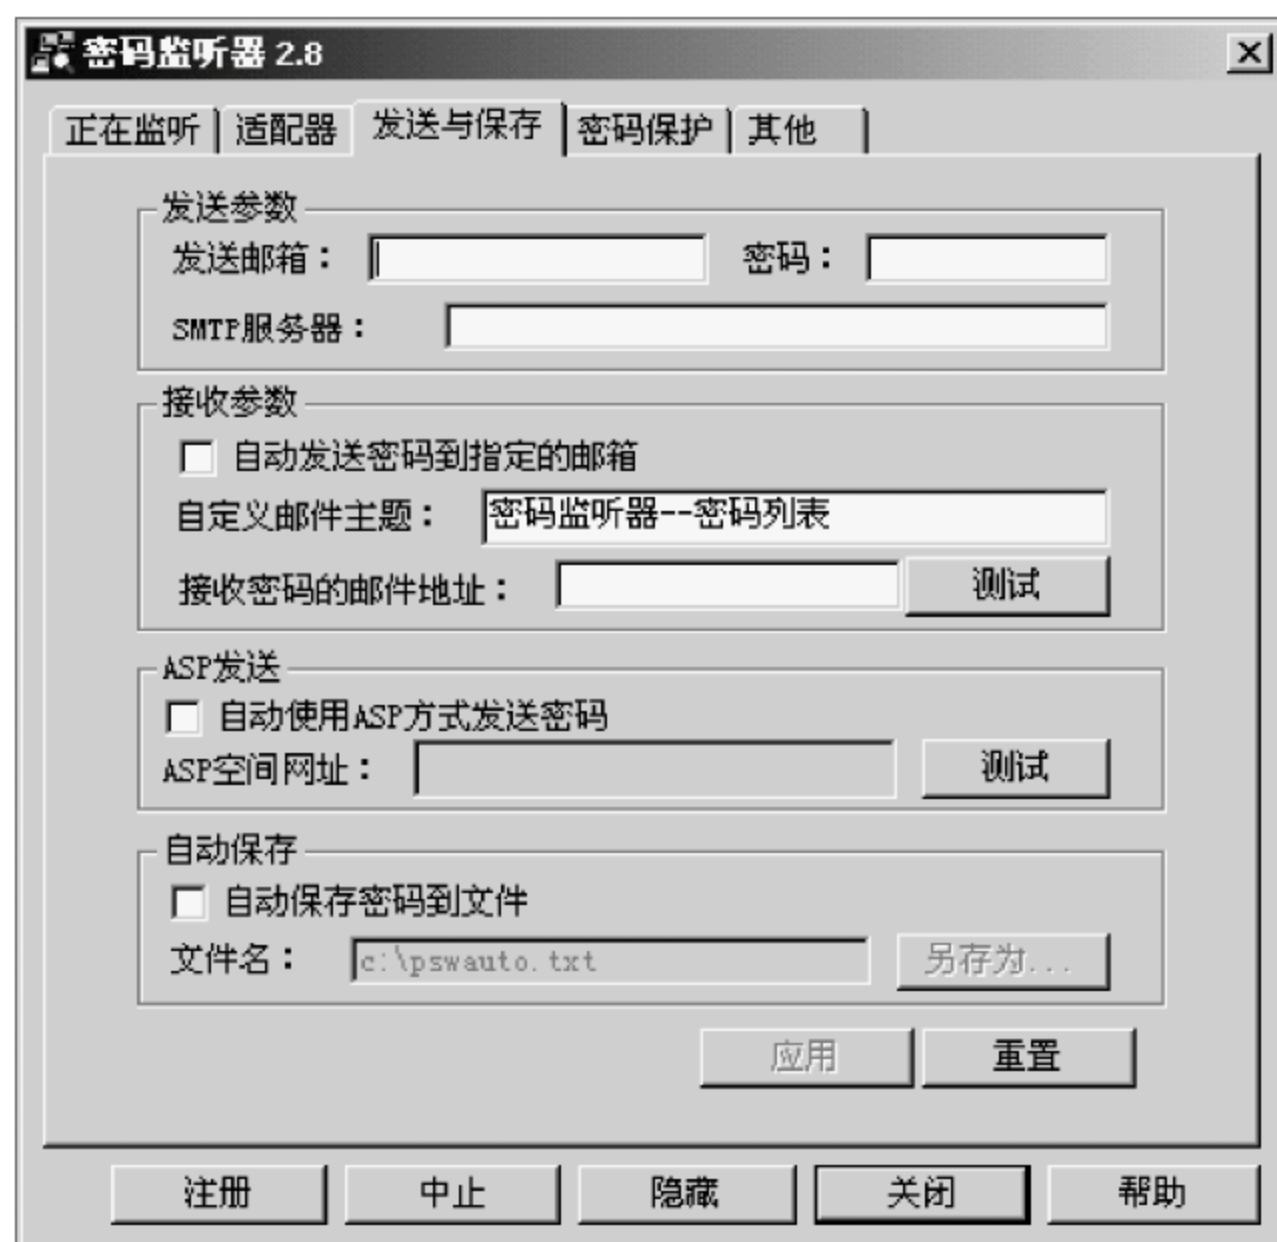 密码监听器 2.8
正在监听 适配器 发送与保存 密码保护 其他
发送参数
发送邮箱： 密码：
SMTP服务器：
接收参数
自动发送密码到指定的邮箱
自定义邮件主题： 密码监听器--密码列表
接收密码的邮件地址： 测试
ASP发送
自动使用ASP方式发送密码
ASP空间网址： 测试
自动保存
自动保存密码到文件
文件名： c:\pswauto.txt 另存为...
应用 重置
注册 中止 隐藏 关闭 帮助